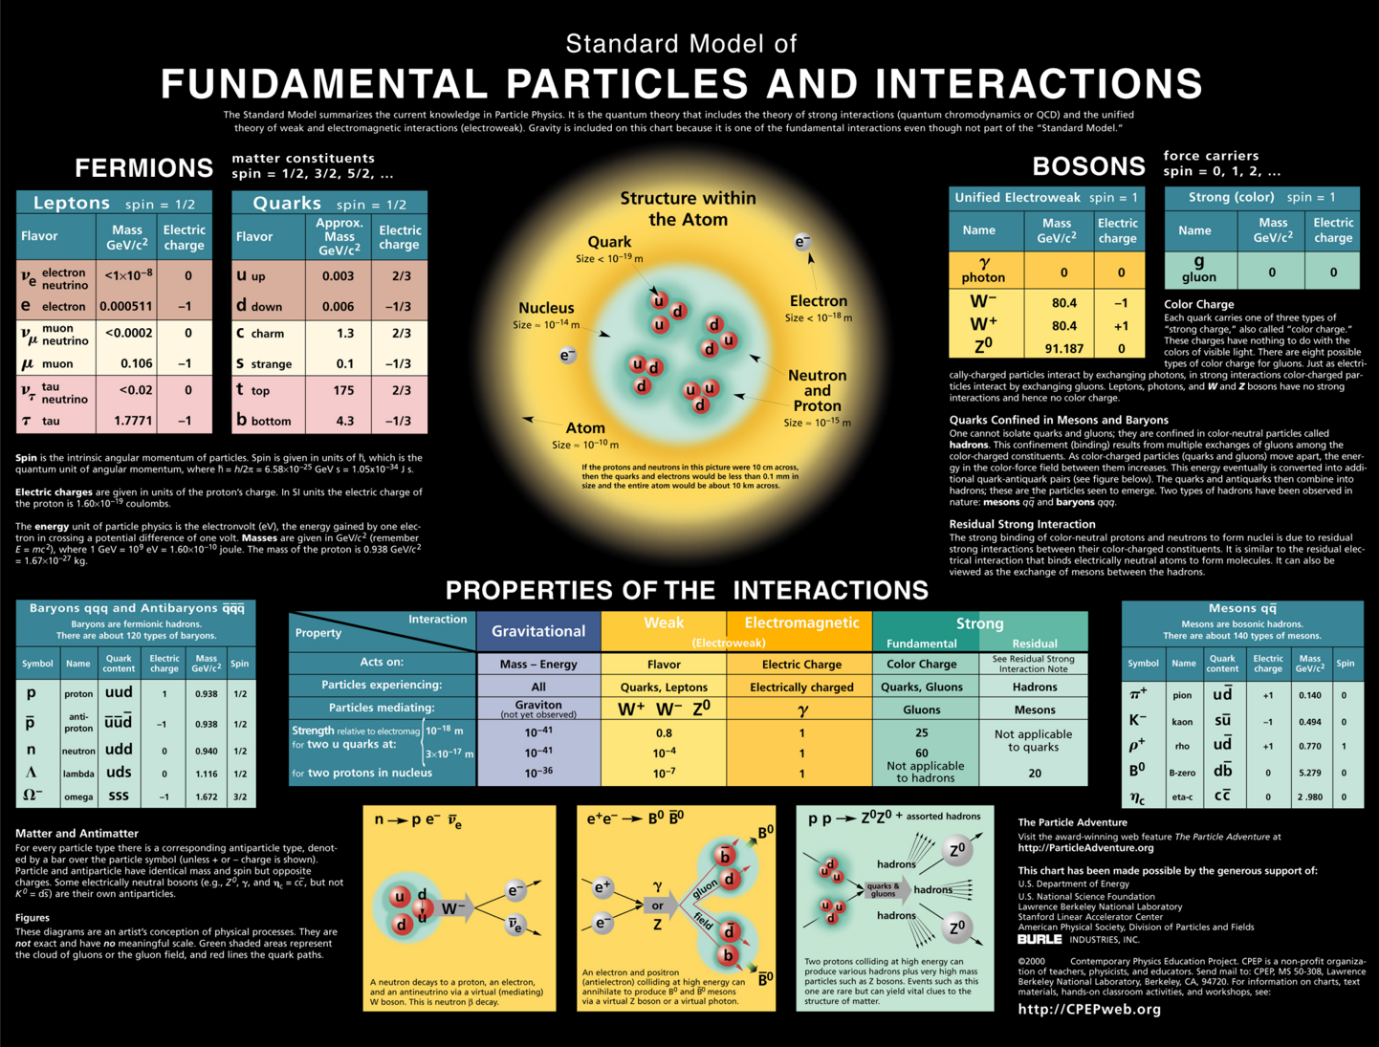 Standard Model of
FUNDAMENTAL PARTICLES AND INTERACTIONS
The Standard Model summarizes the current knowledge in Particle Physics. It is the quantum theory that includes the theory of strong interactions (quantum chromodynamics or QCD) and the unified
theory of weak and electromagnetic interactions (electroweak). Gravity is included on this chart because it is one of the fundamental interactions even though not part of the “Standard Model.”
FERMIONS
matter constituents
spin = 1/2, 3/2, 5/2, ...
Leptons spin = 1/2
Flavor Mass GeV/c² Electric charge
νe electron neutrino <1×10⁻⁸ 0
e electron 0.000511 −1
νμ muon neutrino <0.0002 0
μ muon 0.106 −1
ντ tau neutrino <0.02 0
τ tau 1.7771 −1
Quarks spin = 1/2
Flavor Approx. Mass GeV/c² Electric charge
u up 0.003 2/3
d down 0.006 −1/3
c charm 1.3 2/3
s strange 0.1 −1/3
t top 175 2/3
b bottom 4.3 −1/3
Spin is the intrinsic angular momentum of particles. Spin is given in units of ħ, which is the
quantum unit of angular momentum, where ħ = h/2π = 6.58×10⁻²⁵ GeV s = 1.05x10⁻³⁴ J s.
Electric charges are given in units of the proton’s charge. In SI units the electric charge of
the proton is 1.60×10⁻¹⁹ coulombs.
The energy unit of particle physics is the electronvolt (eV), the energy gained by one elec-
tron in crossing a potential difference of one volt. Masses are given in GeV/c² (remember
E = mc²), where 1 GeV = 10⁹ eV = 1.60×10⁻¹⁰ joule. The mass of the proton is 0.938 GeV/c²
= 1.67×10⁻²⁷ kg.
Structure within
the Atom
Quark
Size < 10⁻¹⁹ m
e⁻
Nucleus
Size ≈ 10⁻¹⁴ m
Electron
Size < 10⁻¹⁸ m
e⁻
u d
u
d
u
d
u d
d
u u
d
Neutron
and
Proton
Size ≈ 10⁻¹⁵ m
Atom
Size ≈ 10⁻¹⁰ m
If the protons and neutrons in this picture were 10 cm across,
then the quarks and electrons would be less than 0.1 mm in
size and the entire atom would be about 10 km across.
BOSONS
force carriers
spin = 0, 1, 2, ...
Unified Electroweak spin = 1
Name Mass GeV/c² Electric charge
γ photon 0 0
W⁻ 80.4 −1
W⁺ 80.4 +1
Z⁰ 91.187 0
Strong (color) spin = 1
Name Mass GeV/c² Electric charge
g gluon 0 0
Color Charge
Each quark carries one of three types of
“strong charge,” also called “color charge.”
These charges have nothing to do with the
colors of visible light. There are eight possible
types of color charge for gluons. Just as electri-
cally-charged particles interact by exchanging photons, in strong interactions color-charged par-
ticles interact by exchanging gluons. Leptons, photons, and W and Z bosons have no strong
interactions and hence no color charge.
Quarks Confined in Mesons and Baryons
One cannot isolate quarks and gluons; they are confined in color-neutral particles called
hadrons. This confinement (binding) results from multiple exchanges of gluons among the
color-charged constituents. As color-charged particles (quarks and gluons) move apart, the ener-
gy in the color-force field between them increases. This energy eventually is converted into addi-
tional quark-antiquark pairs (see figure below). The quarks and antiquarks then combine into
hadrons; these are the particles seen to emerge. Two types of hadrons have been observed in
nature: mesons qq̅ and baryons qqq.
Residual Strong Interaction
The strong binding of color-neutral protons and neutrons to form nuclei is due to residual
strong interactions between their color-charged constituents. It is similar to the residual elec-
trical interaction that binds electrically neutral atoms to form molecules. It can also be
viewed as the exchange of mesons between the hadrons.
PROPERTIES OF THE INTERACTIONS
Baryons qqq and Antibaryons q̅q̅q̅
Baryons are fermionic hadrons.
There are about 120 types of baryons.
Symbol Name Quark content Electric charge Mass GeV/c² Spin
p proton uud 1 0.938 1/2
p̅ anti-proton u̅u̅d̅ −1 0.938 1/2
n neutron udd 0 0.940 1/2
Λ lambda uds 0 1.116 1/2
Ω⁻ omega sss −1 1.672 3/2
Interaction
Property
Gravitational Weak Electromagnetic Strong
(Electroweak) Fundamental Residual
Acts on: Mass – Energy Flavor Electric Charge Color Charge See Residual Strong Interaction Note
Particles experiencing: All Quarks, Leptons Electrically charged Quarks, Gluons Hadrons
Particles mediating: Graviton (not yet observed) W⁺ W⁻ Z⁰ γ Gluons Mesons
Strength relative to electromag 10⁻¹⁸ m 10⁻⁴¹ 0.8 1 25 Not applicable to quarks
for two u quarks at: 3×10⁻¹⁷ m 10⁻⁴¹ 10⁻⁴ 1 60
for two protons in nucleus 10⁻³⁶ 10⁻⁷ 1 Not applicable to hadrons 20
Mesons qq̅
Mesons are bosonic hadrons.
There are about 140 types of mesons.
Symbol Name Quark content Electric charge Mass GeV/c² Spin
π⁺ pion ud̅ +1 0.140 0
K⁻ kaon su̅ −1 0.494 0
ρ⁺ rho ud̅ +1 0.770 1
B⁰ B-zero db̅ 0 5.279 0
ηc eta-c cc̅ 0 2 .980 0
Matter and Antimatter
For every particle type there is a corresponding antiparticle type, denot-
ed by a bar over the particle symbol (unless + or – charge is shown).
Particle and antiparticle have identical mass and spin but opposite
charges. Some electrically neutral bosons (e.g., Z⁰, γ, and ηc = cc̅, but not
K⁰ = ds̅) are their own antiparticles.
Figures
These diagrams are an artist’s conception of physical processes. They are
not exact and have no meaningful scale. Green shaded areas represent
the cloud of gluons or the gluon field, and red lines the quark paths.
n → p e⁻ ν̅e
u d
u
d
W⁻
e⁻
ν̅e
A neutron decays to a proton, an electron,
and an antineutrino via a virtual (mediating)
W boson. This is neutron β decay.
e⁺e⁻ → B⁰ B̅⁰
B⁰
b̅
d
e⁺
e⁻
γ
or
Z
gluon
field
d̅
b
B̅⁰
An electron and positron
(antielectron) colliding at high energy can
annihilate to produce B⁰ and B̅⁰ mesons
via a virtual Z boson or a virtual photon.
p p → Z⁰Z⁰ + assorted hadrons
u
u
d
quarks & gluons
u u
d
hadrons
hadrons
hadrons
Z⁰
Z⁰
Two protons colliding at high energy can
produce various hadrons plus very high mass
particles such as Z bosons. Events such as this
one are rare but can yield vital clues to the
structure of matter.
The Particle Adventure
Visit the award-winning web feature The Particle Adventure at
http://ParticleAdventure.org
This chart has been made possible by the generous support of:
U.S. Department of Energy
U.S. National Science Foundation
Lawrence Berkeley National Laboratory
Stanford Linear Accelerator Center
American Physical Society, Division of Particles and Fields
BURLE INDUSTRIES, INC.
©2000 Contemporary Physics Education Project. CPEP is a non-profit organiza-
tion of teachers, physicists, and educators. Send mail to: CPEP, MS 50-308, Lawrence
Berkeley National Laboratory, Berkeley, CA, 94720. For information on charts, text
materials, hands-on classroom activities, and workshops, see:
http://CPEPweb.org